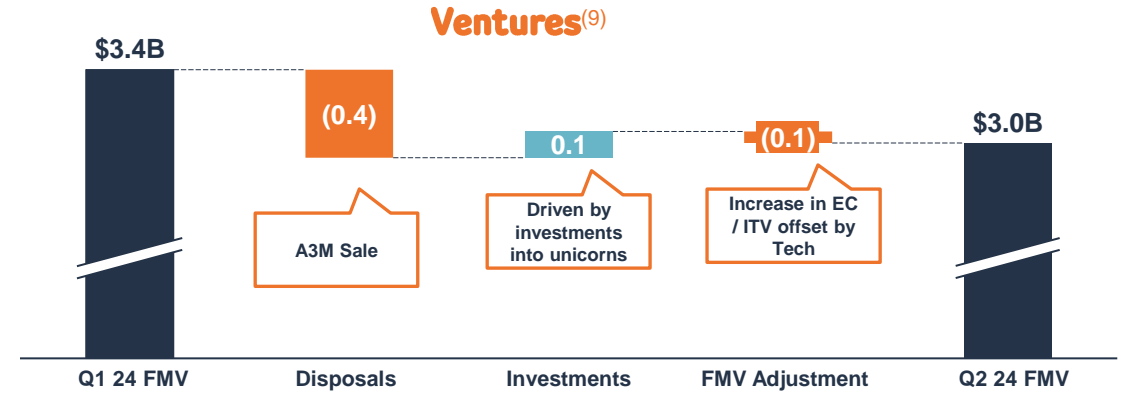 Ventures(9)
$3.4B
(0.4)
0.1
(0.1)
$3.0B
A3M Sale
Driven by
investments
into unicorns
Increase in EC
/ ITV offset by
Tech
Q1 24 FMV
Disposals
Investments
FMV Adjustment
Q2 24 FMV